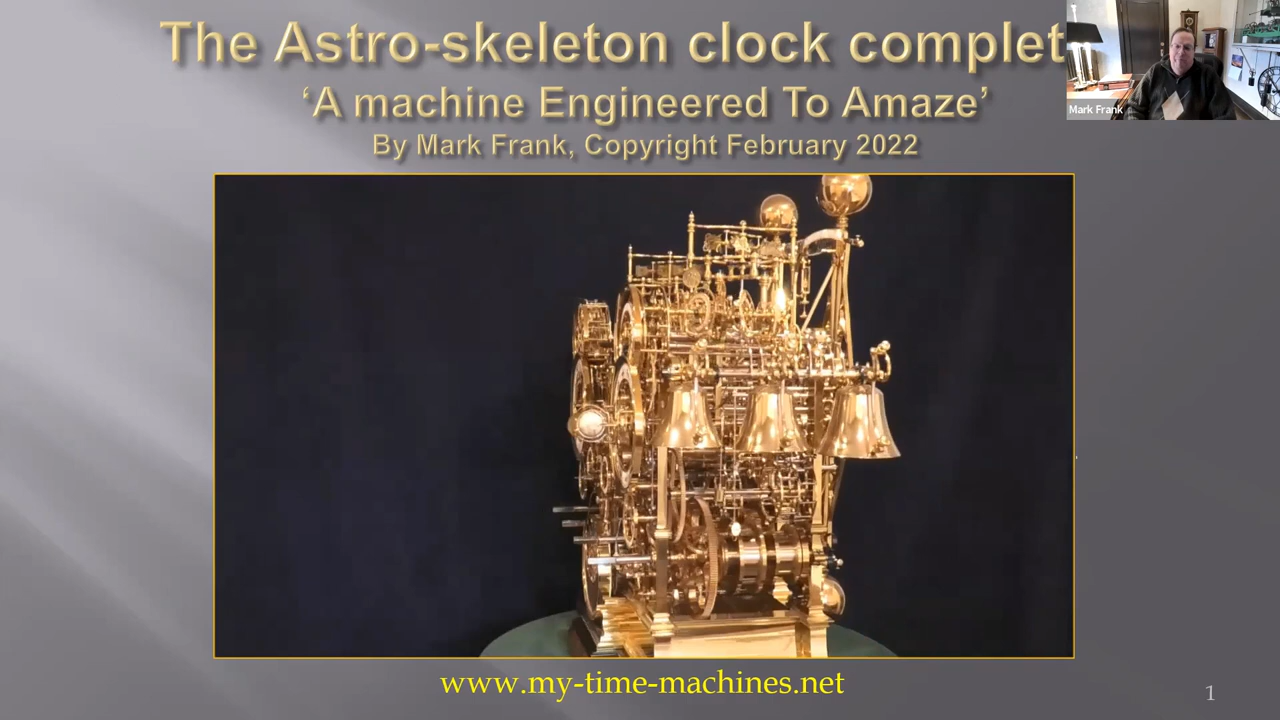 The Astro-skeleton clock complet
‘A machine Engineered To Amaze’
By Mark Frank, Copyright February 2022
Mark Frank
www.my-time-machines.net
1